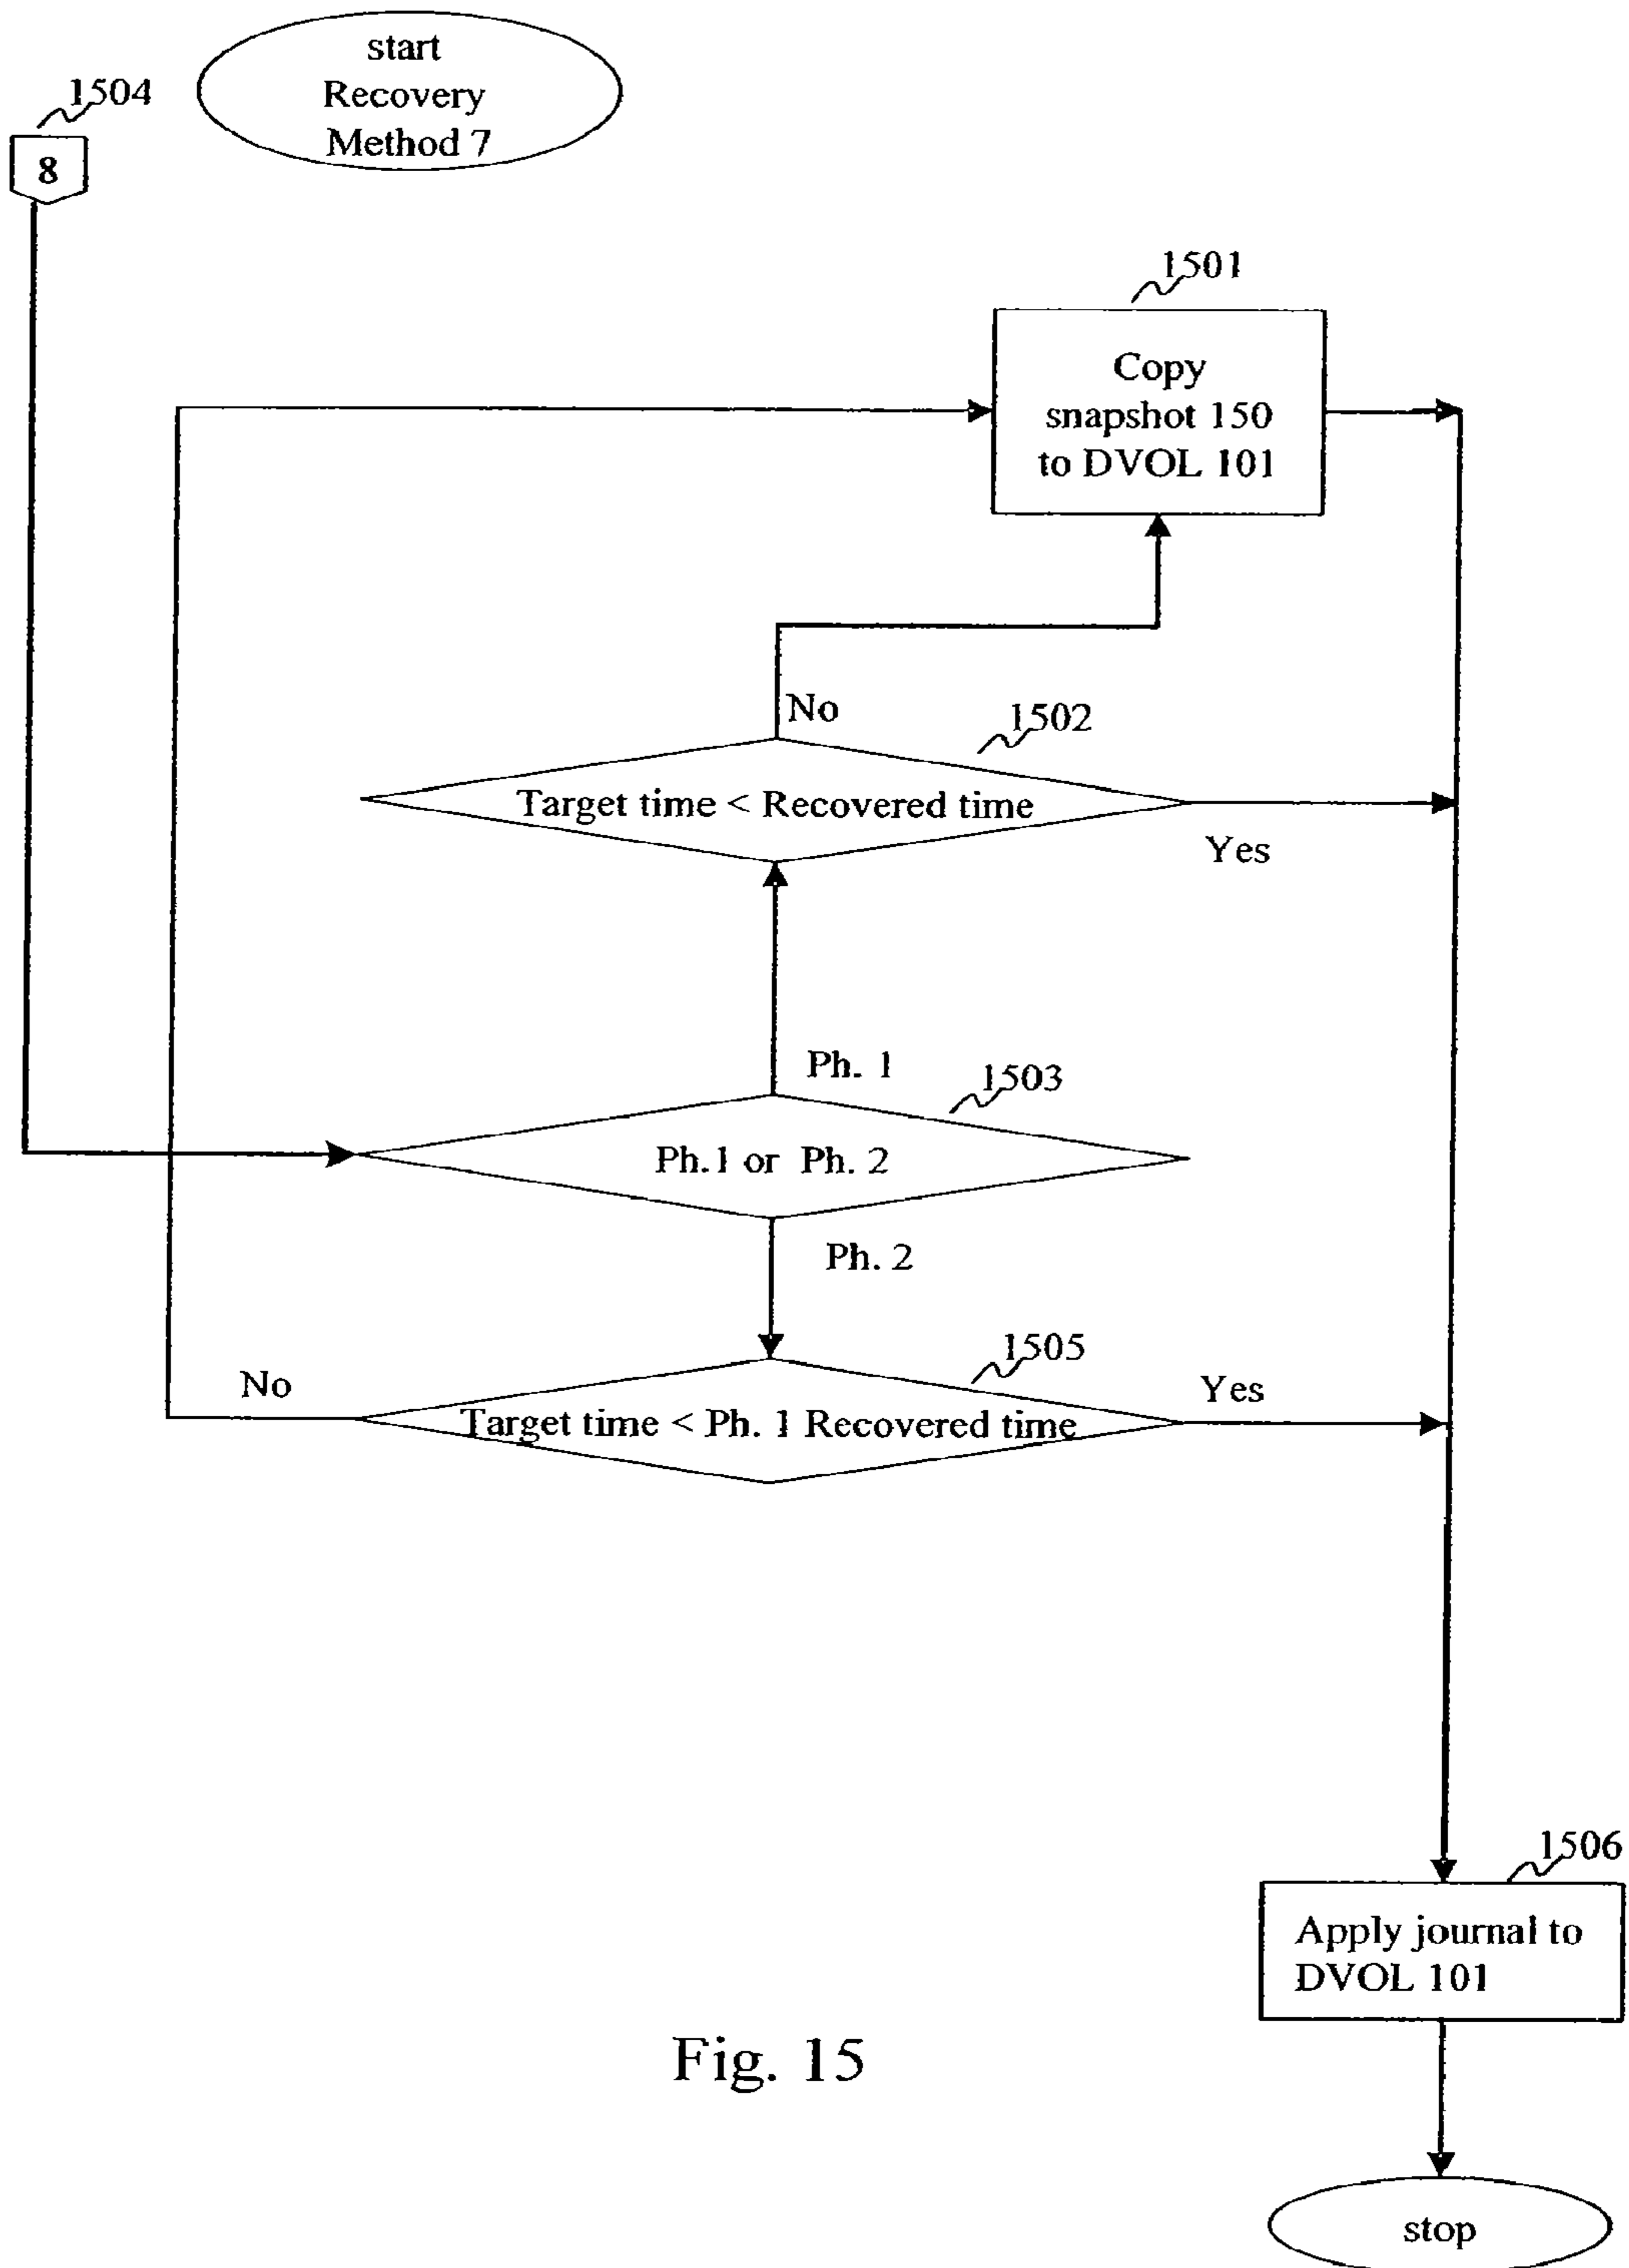 start
Recovery
Method 7
1504
8
1501
Copy
snapshot 150
to DVOL 101
No
1502
Target time < Recovered time
Yes
Ph. 1
1503
Ph.1 or Ph. 2
Ph. 2
1505
No
Yes
Target time < Ph. 1 Recovered time
1506
Apply journal to
DVOL 101
Fig. 15
stop